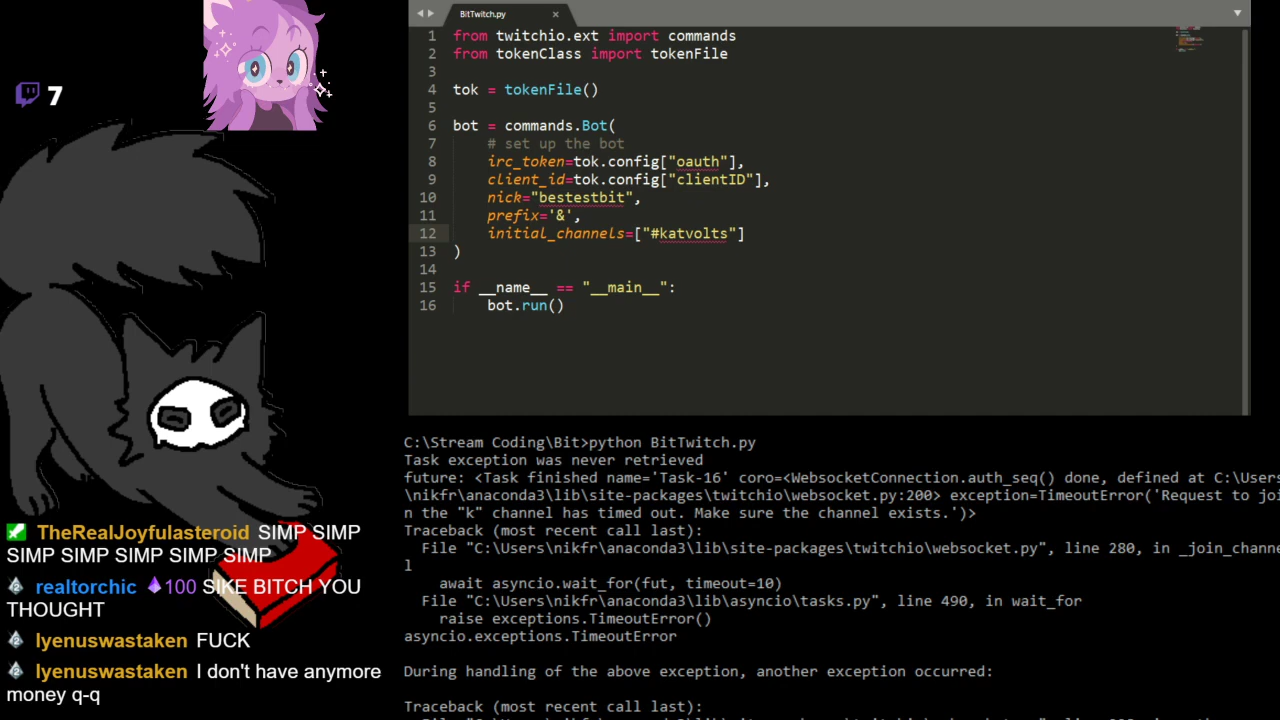 7
BitTwitch.py
1 from twitchio.ext import commands
2 from tokenClass import tokenFile
3
4 tok = tokenFile()
5
6 bot = commands.Bot(
7 # set up the bot
8 irc_token=tok.config["oauth"],
9 client_id=tok.config["clientID"],
10 nick="bestestbit",
11 prefix='&',
12 initial_channels=["#katvolts"]
13 )
14
15 if __name__ == "__main__":
16 bot.run()
C:\Stream Coding\Bit>python BitTwitch.py
Task exception was never retrieved
future: <Task finished name='Task-16' coro=<WebsocketConnection.auth_seq() done, defined at C:\Users
\nikfr\anaconda3\lib\site-packages\twitchio\websocket.py:200> exception=TimeoutError('Request to joi
n the "k" channel has timed out. Make sure the channel exists.')>
Traceback (most recent call last):
File "C:\Users\nikfr\anaconda3\lib\site-packages\twitchio\websocket.py", line 280, in _join_channe
l
await asyncio.wait_for(fut, timeout=10)
File "C:\Users\nikfr\anaconda3\lib\asyncio\tasks.py", line 490, in wait_for
raise exceptions.TimeoutError()
asyncio.exceptions.TimeoutError
During handling of the above exception, another exception occurred:
Traceback (most recent call last):
TheRealJoyfulasteroid SIMP SIMP
SIMP SIMP SIMP SIMP SIMP
realtorchic 100 SIKE BITCH YOU
THOUGHT
lyenuswastaken FUCK
lyenuswastaken I don't have anymore
money q-q